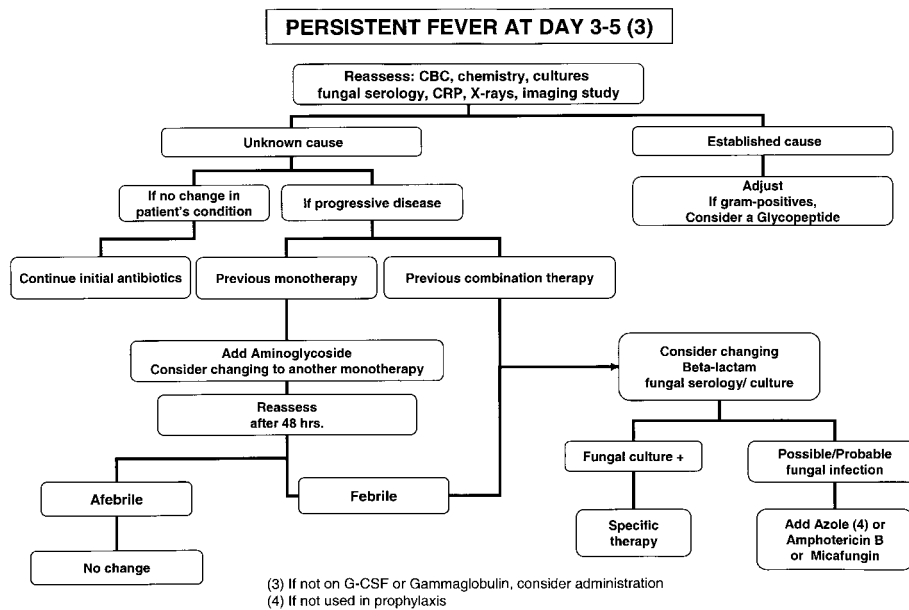 PERSISTENT FEVER AT DAY 3-5 (3)
Reassess: CBC, chemistry, cultures
fungal serology, CRP, X-rays, imaging study
Unknown cause
Established cause
If no change in
patient's condition
If progressive disease
Adjust
If gram-positives,
Consider a Glycopeptide
Continue initial antibiotics
Previous monotherapy
Previous combination therapy
Add Aminoglycoside
Consider changing to another monotherapy
Consider changing
Beta-lactam
fungal serology/ culture
Reassess
after 48 hrs.
Fungal culture +
Possible/Probable
fungal infection
Afebrile
Febrile
Specific
therapy
Add Azole (4) or
Amphotericin B
or Micafungin
No change
(3) If not on G-CSF or Gammaglobulin, consider administration
(4) If not used in prophylaxis